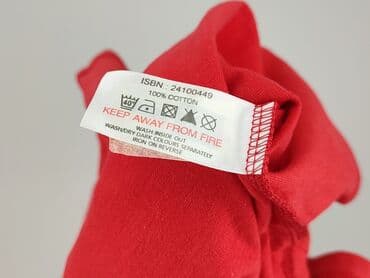 ISBN : 24100449
100% COTTON
40°
KEEP AWAY FROM FIRE
WASH INSIDE OUT
WASH/DRY DARK COLOURS SEPARATELY
IRON ON REVERSE